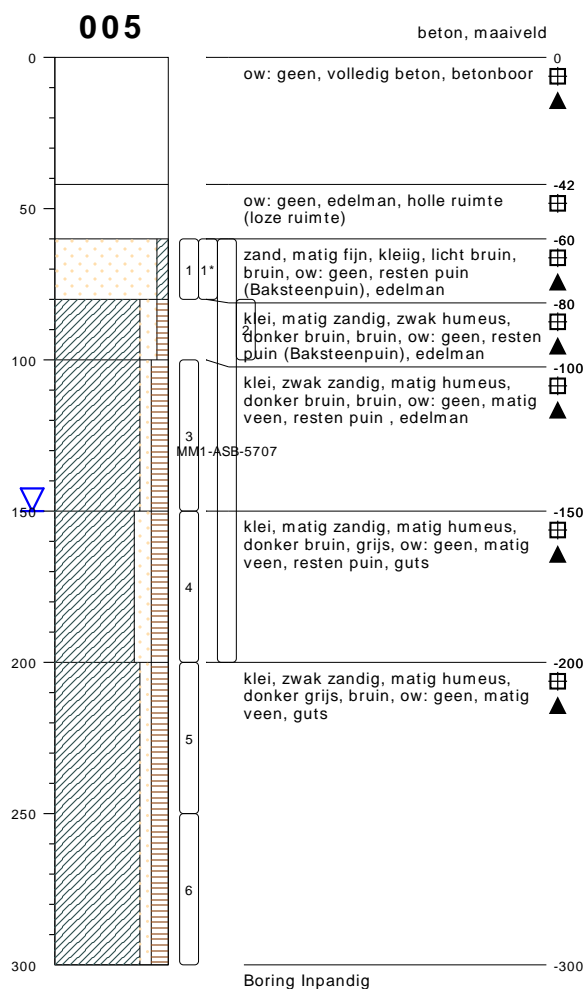 005
beton, maaiveld
0
0
ow: geen, volledig beton, betonboor
-42
ow: geen, edelman, holle ruimte
(loze ruimte)
50
-60
zand, matig fijn, kleiig, licht bruin,
bruin, ow: geen, resten puin
(Baksteenpuin), edelman
1
1*
-80
klei, matig zandig, zwak humeus,
donker bruin, bruin, ow: geen, resten
puin (Baksteenpuin), edelman
2
100
-100
klei, zwak zandig, matig humeus,
donker bruin, bruin, ow: geen, matig
veen, resten puin , edelman
3
MM1-ASB-5707
150
-150
klei, matig zandig, matig humeus,
donker bruin, grijs, ow: geen, matig
veen, resten puin, guts
4
200
-200
klei, zwak zandig, matig humeus,
donker grijs, bruin, ow: geen, matig
veen, guts
5
250
6
300
-300
Boring Inpandig